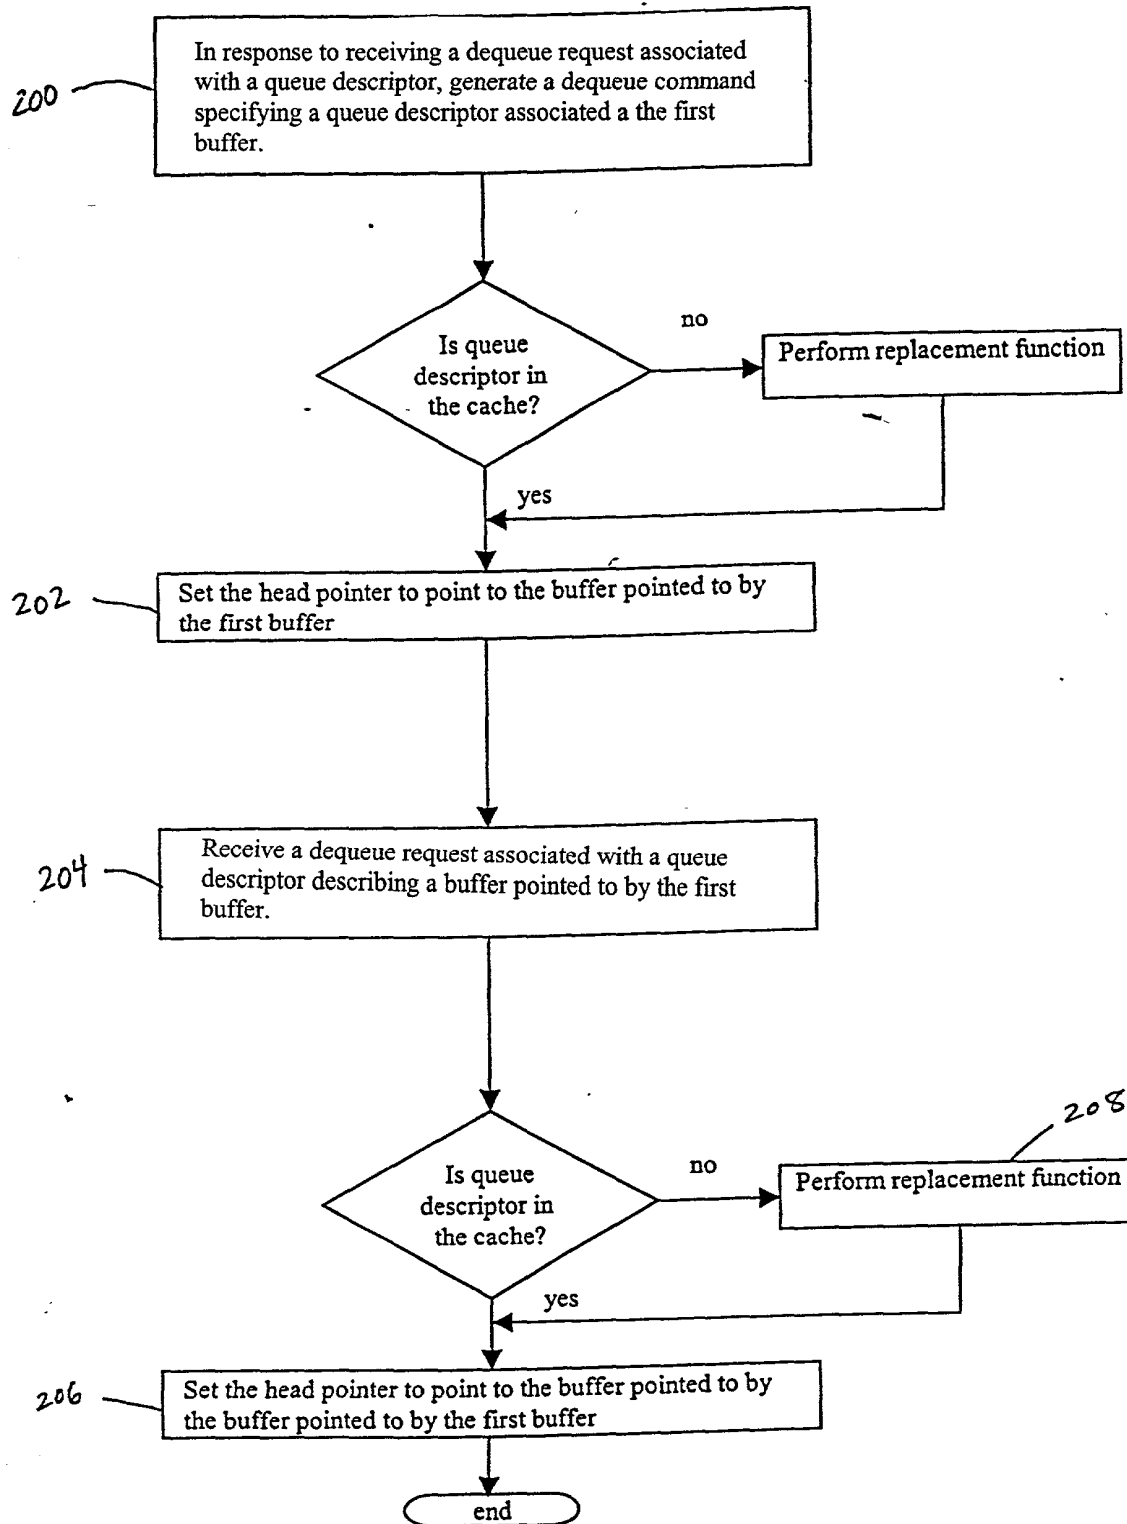 200
In response to receiving a dequeue request associated
with a queue descriptor, generate a dequeue command
specifying a queue descriptor associated a the first
buffer.
Is queue
descriptor in
the cache?
no
Perform replacement function
yes
202
Set the head pointer to point to the buffer pointed to by
the first buffer
204
Receive a dequeue request associated with a queue
descriptor describing a buffer pointed to by the first
buffer.
208
Is queue
descriptor in
the cache?
no
Perform replacement function
yes
206
Set the head pointer to point to the buffer pointed to by
the buffer pointed to by the first buffer
end